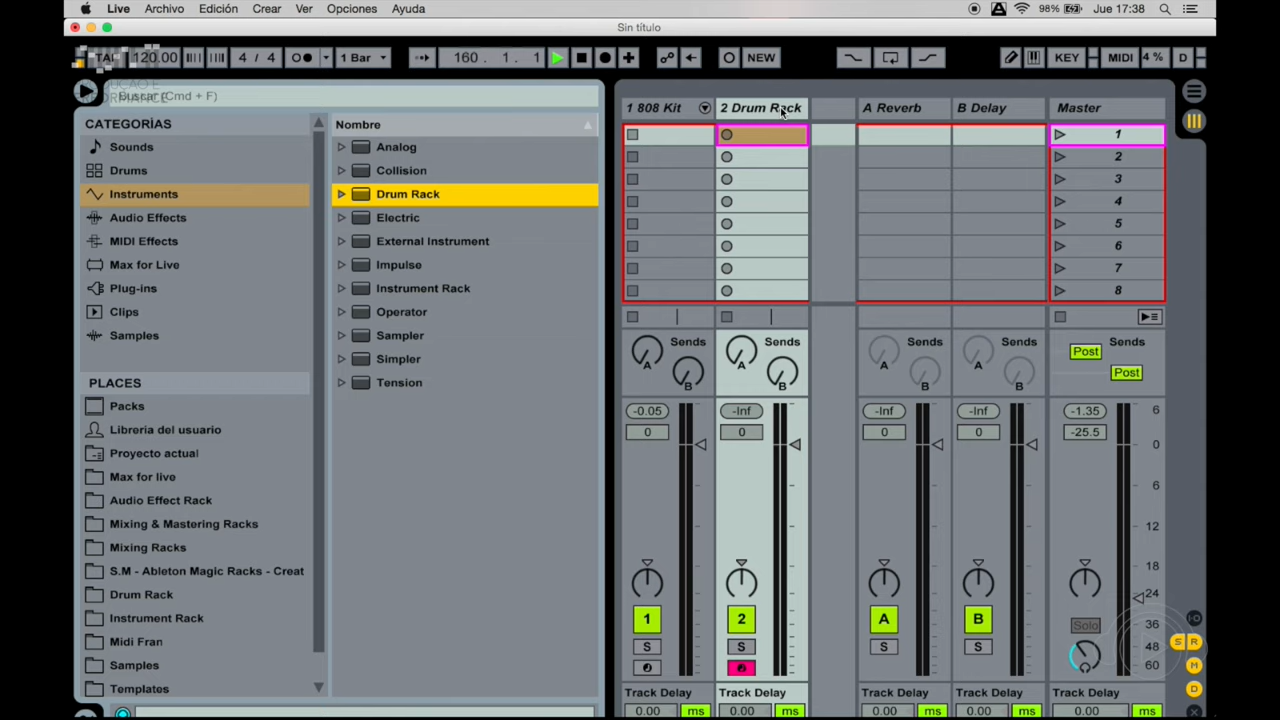 Live Archivo Edición Crear Ver Opciones Ayuda 98% Jue 17:38
Sin título
TAP 120.00 4 / 4 1 Bar 160 . 1 . 1 NEW KEY MIDI 4 % D
Buscar (Cmd + F)
CATEGORÍAS
Sounds
Drums
Instruments
Audio Effects
MIDI Effects
Max for Live
Plug-ins
Clips
Samples
PLACES
Packs
Libreria del usuario
Proyecto actual
Max for live
Audio Effect Rack
Mixing & Mastering Racks
Mixing Racks
S.M - Ableton Magic Racks - Creat
Drum Rack
Instrument Rack
Midi Fran
Samples
Templates
Nombre
Analog
Collision
Drum Rack
Electric
External Instrument
Impulse
Instrument Rack
Operator
Sampler
Simpler
Tension
1 808 Kit 2 Drum Rack A Reverb B Delay Master
1
2
3
4
5
6
7
8
Sends Sends Sends Sends Post Sends
A B A B A B A B Post
-0.05 -Inf -Inf -Inf -1.35 6
0 0 0 0 -25.5 0
6
12
18
24
1 2 A B Solo 36
S S S S 48
60
S R
M
D
Track Delay Track Delay Track Delay Track Delay Track Delay
0.00 ms 0.00 ms 0.00 ms 0.00 ms 0.00 ms